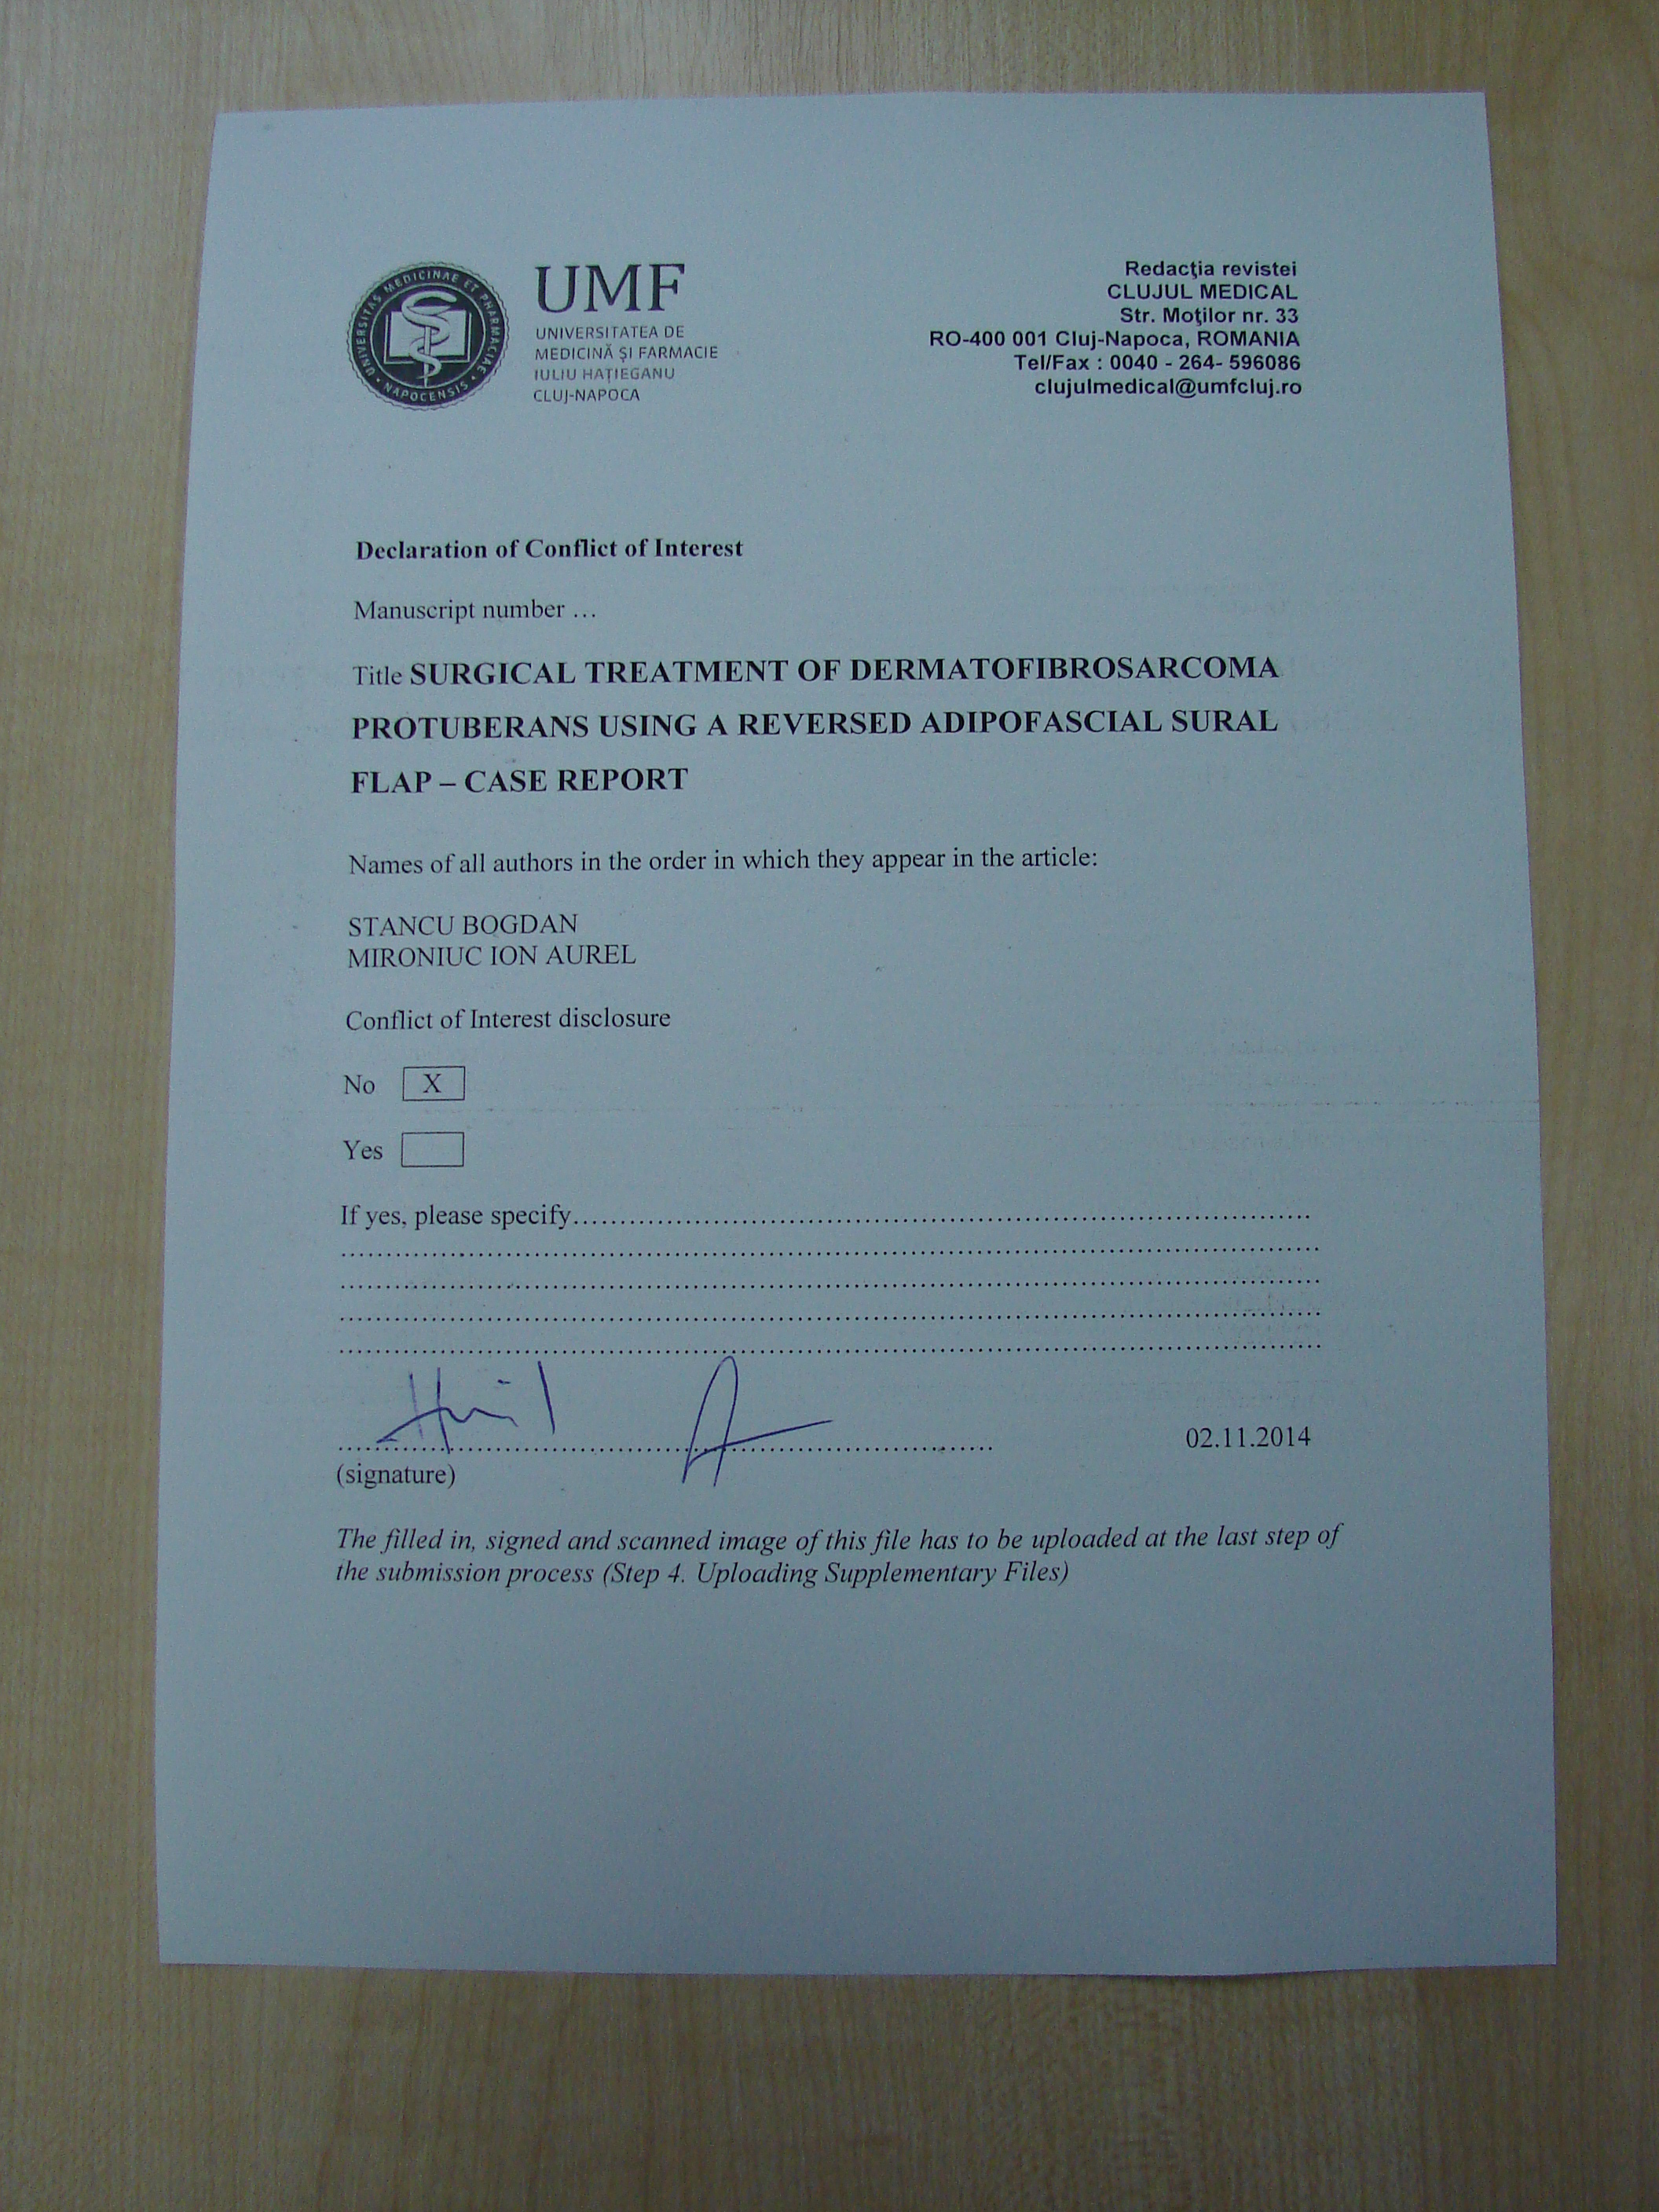 UNIVERSITAS MEDICINAE ET PHARMACIAE
NAPOCENSIS
UMF
UNIVERSITATEA DE
MEDICINĂ ŞI FARMACIE
IULIU HAŢIEGANU
CLUJ-NAPOCA
Redacţia revistei
CLUJUL MEDICAL
Str. Moţilor nr. 33
RO-400 001 Cluj-Napoca, ROMANIA
Tel/Fax : 0040 - 264- 596086
clujulmedical@umfcluj.ro
Declaration of Conflict of Interest
Manuscript number …
Title SURGICAL TREATMENT OF DERMATOFIBROSARCOMA
PROTUBERANS USING A REVERSED ADIPOFASCIAL SURAL
FLAP – CASE REPORT
Names of all authors in the order in which they appear in the article:
STANCU BOGDAN
MIRONIUC ION AUREL
Conflict of Interest disclosure
No X
Yes
If yes, please specify
02.11.2014
(signature)
The filled in, signed and scanned image of this file has to be uploaded at the last step of
the submission process (Step 4. Uploading Supplementary Files)